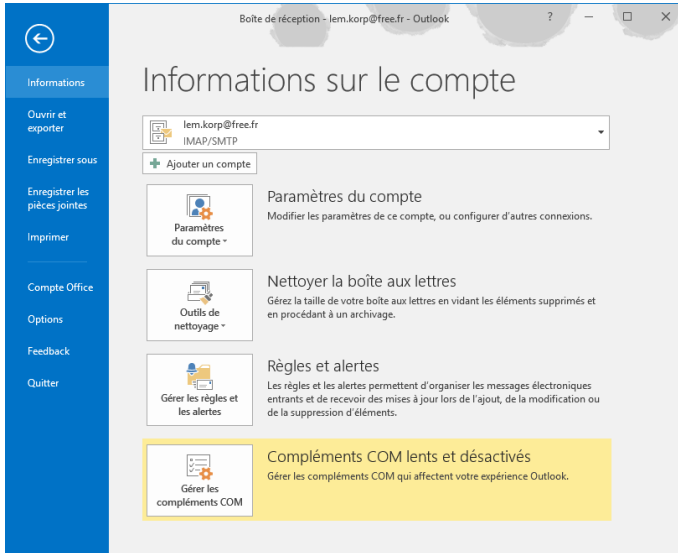 Boîte de réception - lem.korp@free.fr - Outlook
?
Informations
Ouvrir et
exporter
Enregistrer sous
Enregistrer les
pièces jointes
Imprimer
Compte Office
Options
Feedback
Quitter
Informations sur le compte
lem.korp@free.fr
IMAP/SMTP
Ajouter un compte
Paramètres
du compte
Paramètres du compte
Modifier les paramètres de ce compte, ou configurer d'autres connexions.
Outils de
nettoyage
Nettoyer la boîte aux lettres
Gérez la taille de votre boîte aux lettres en vidant les éléments supprimés et
en procédant à un archivage.
Gérer les règles et
les alertes
Règles et alertes
Les règles et les alertes permettent d'organiser les messages électroniques
entrants et de recevoir des mises à jour lors de l'ajout, de la modification ou
de la suppression d'éléments.
Gérer les
compléments COM
Compléments COM lents et désactivés
Gérer les compléments COM qui affectent votre expérience Outlook.